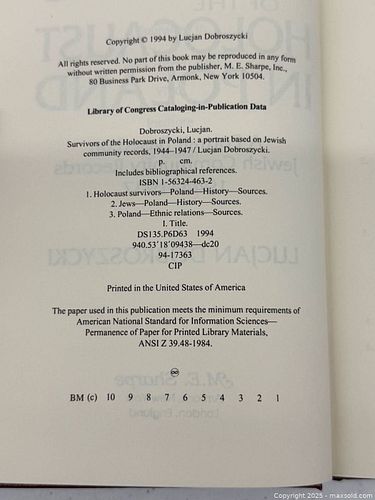 Copyright © 1994 by Lucjan Dobroszycki
All rights reserved. No part of this book may be reproduced in any form
without written permission from the publisher, M. E. Sharpe, Inc.,
80 Business Park Drive, Armonk, New York 10504.
Library of Congress Cataloging-in-Publication Data
Dobroszycki, Lucjan.
Survivors of the Holocaust in Poland : a portrait based on Jewish
community records, 1944–1947 / Lucjan Dobroszycki.
p. cm.
Includes bibliographical references.
ISBN 1-56324-463-2
1. Holocaust survivors—Poland—History—Sources.
2. Jews—Poland—History—Sources.
3. Poland—Ethnic relations—Sources.
I. Title.
DS135.P6D63 1994
940.53'18'09438—dc20
94-17363
CIP
Printed in the United States of America
The paper used in this publication meets the minimum requirements of
American National Standard for Information Sciences—
Permanence of Paper for Printed Library Materials,
ANSI Z 39.48-1984.
♾
BM (c) 10 9 8 7 6 5 4 3 2 1
Copyright 2025 - maxsold.com